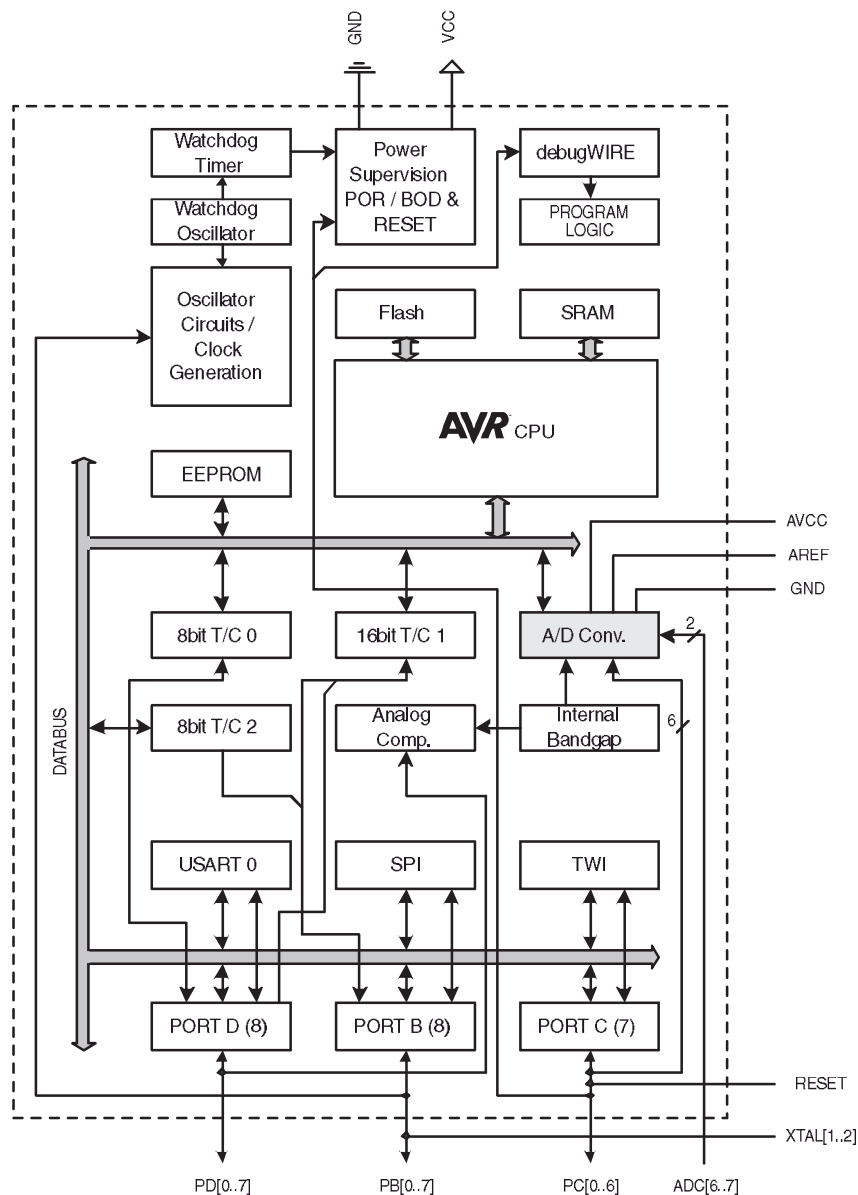 GND
VCC
Watchdog
Timer
Power
Supervision
POR / BOD &
RESET
debugWIRE
Watchdog
Oscillator
PROGRAM
LOGIC
Oscillator
Circuits /
Clock
Generation
Flash
SRAM
AVR CPU
EEPROM
AVCC
AREF
GND
8bit T/C 0
16bit T/C 1
A/D Conv.
2
DATABUS
8bit T/C 2
Analog
Comp.
Internal
Bandgap
6
USART 0
SPI
TWI
PORT D (8)
PORT B (8)
PORT C (7)
RESET
XTAL[1..2]
PD[0..7]
PB[0..7]
PC[0..6]
ADC[6..7]